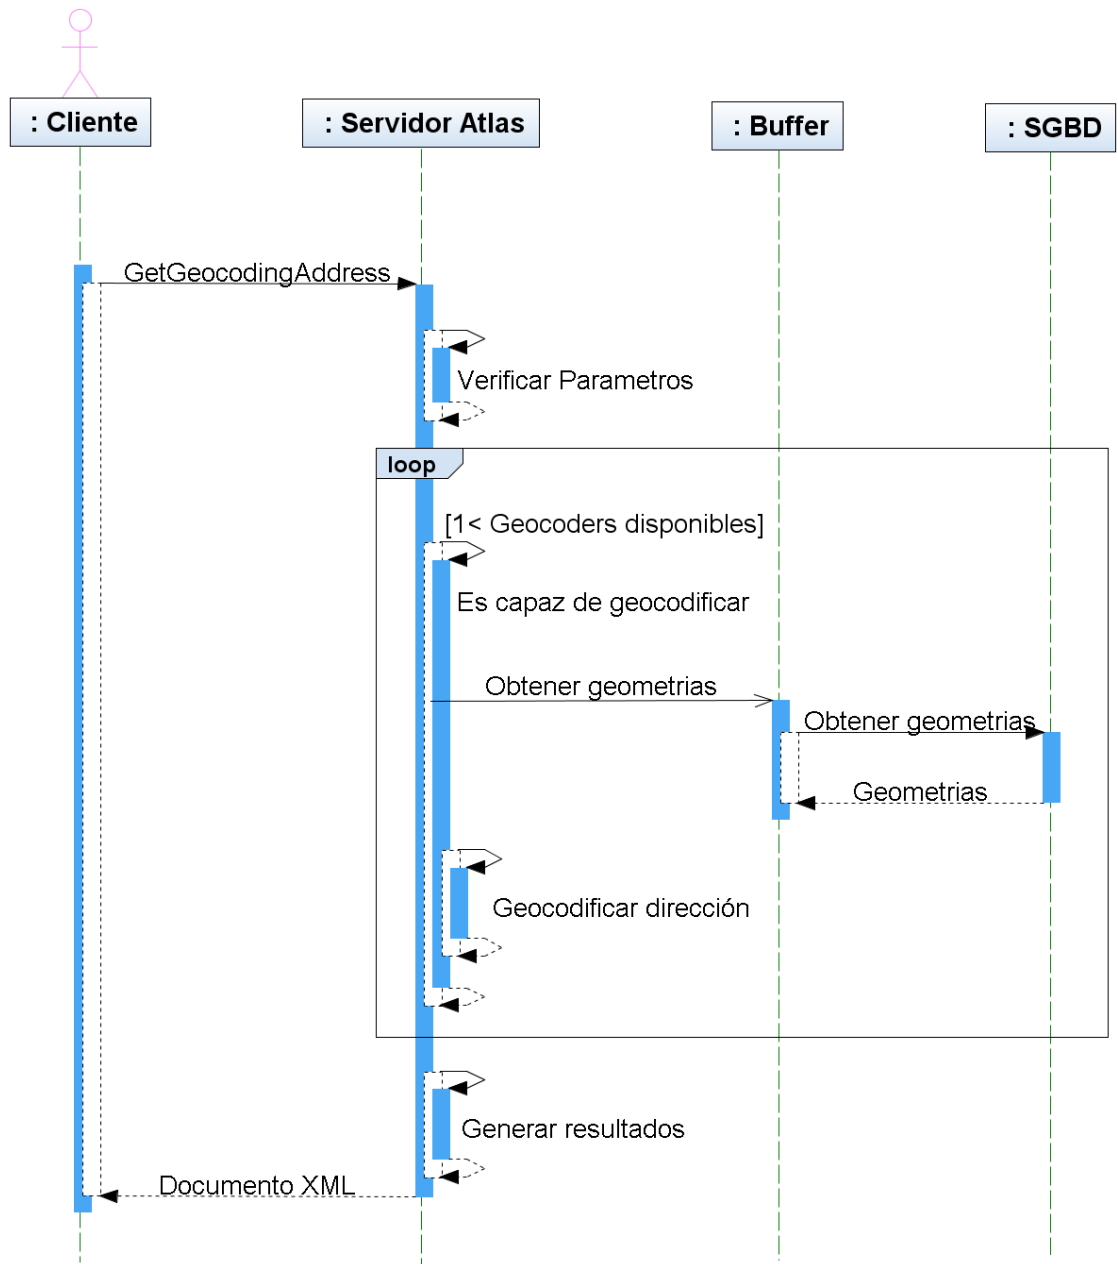 : Cliente
: Servidor Atlas
: Buffer
: SGBD
GetGeocodingAddress
Verificar Parametros
loop
[1< Geocoders disponibles]
Es capaz de geocodificar
Obtener geometrias
Obtener geometrias
Geometrias
Geocodificar dirección
Generar resultados
Documento XML